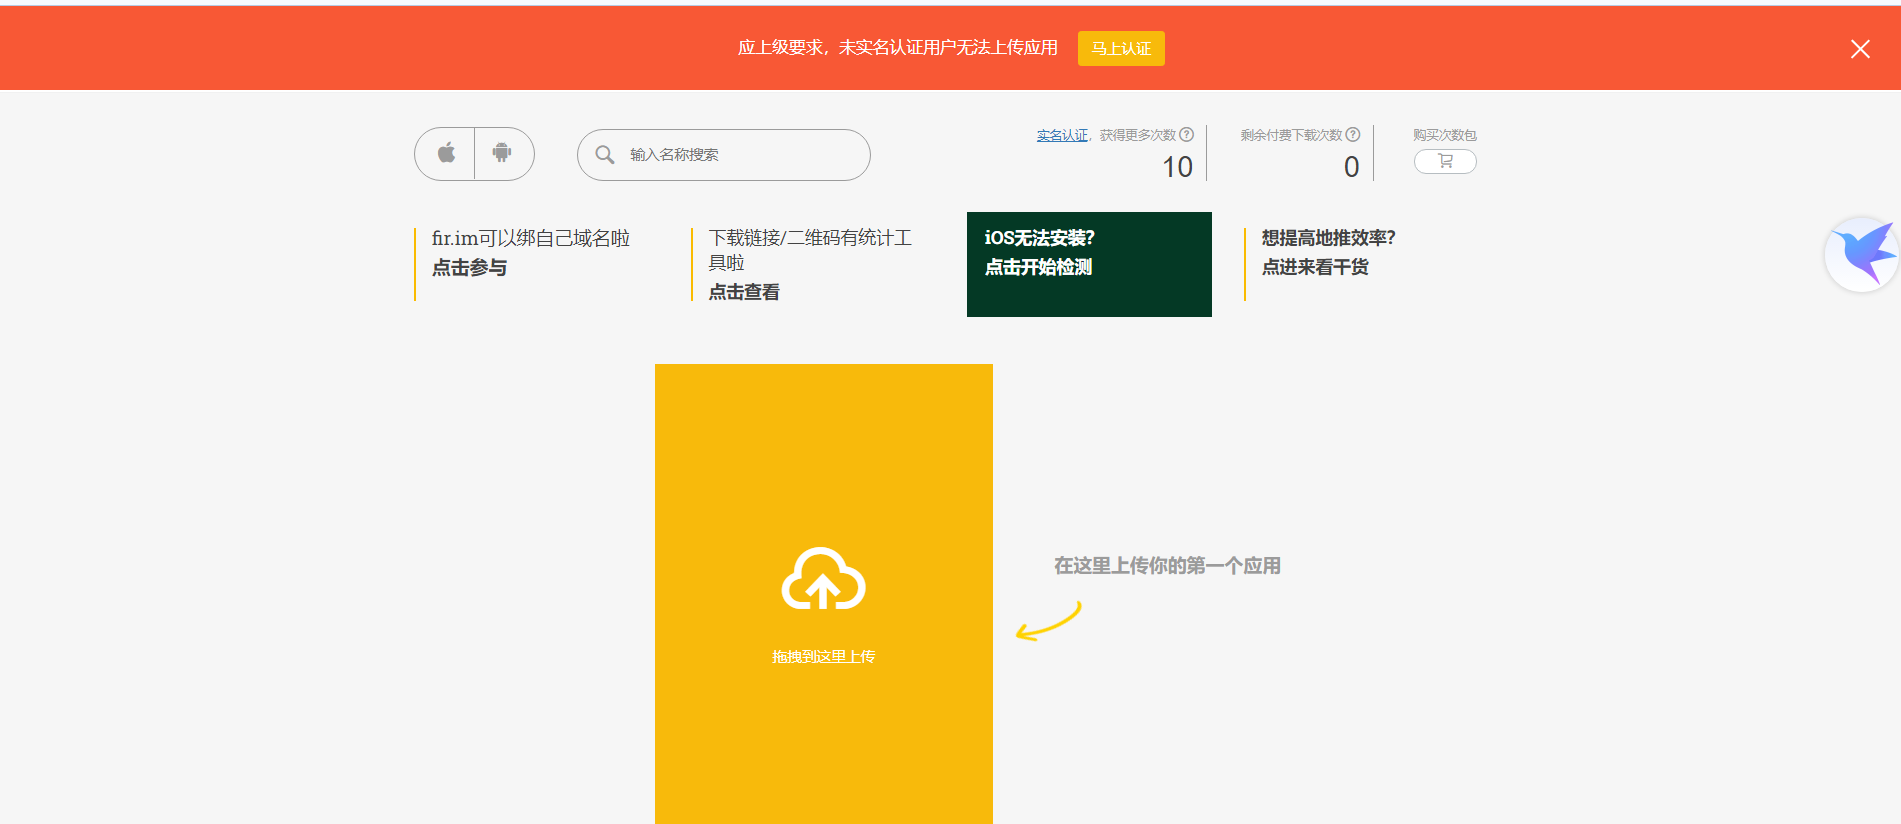 应上级要求，未实名认证用户无法上传应用
马上认证
输入名称搜索
实名认证，获得更多次数
10
剩余付费下载次数
0
购买次数包
fir.im可以绑自己域名啦
点击参与
下载链接/二维码有统计工
具啦
点击查看
iOS无法安装？
点击开始检测
想提高地推效率？
点进来看干货
在这里上传你的第一个应用
拖拽到这里上传